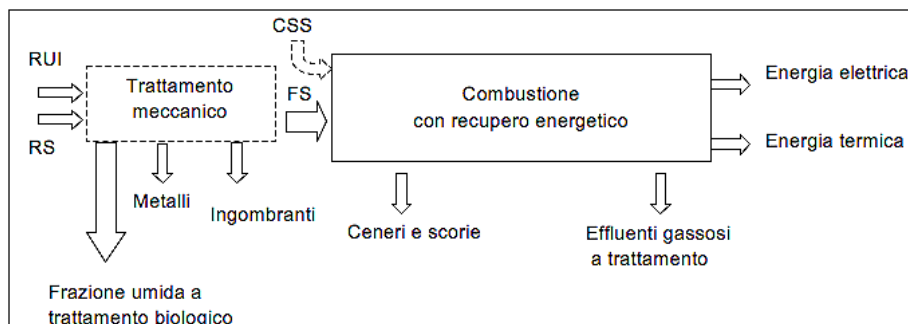 CSS
RUI
Trattamento
meccanico
FS
RS
Combustione
con recupero energetico
Energia elettrica
Energia termica
Metalli
Ingombranti
Ceneri e scorie
Effluenti gassosi
a trattamento
Frazione umida a
trattamento biologico